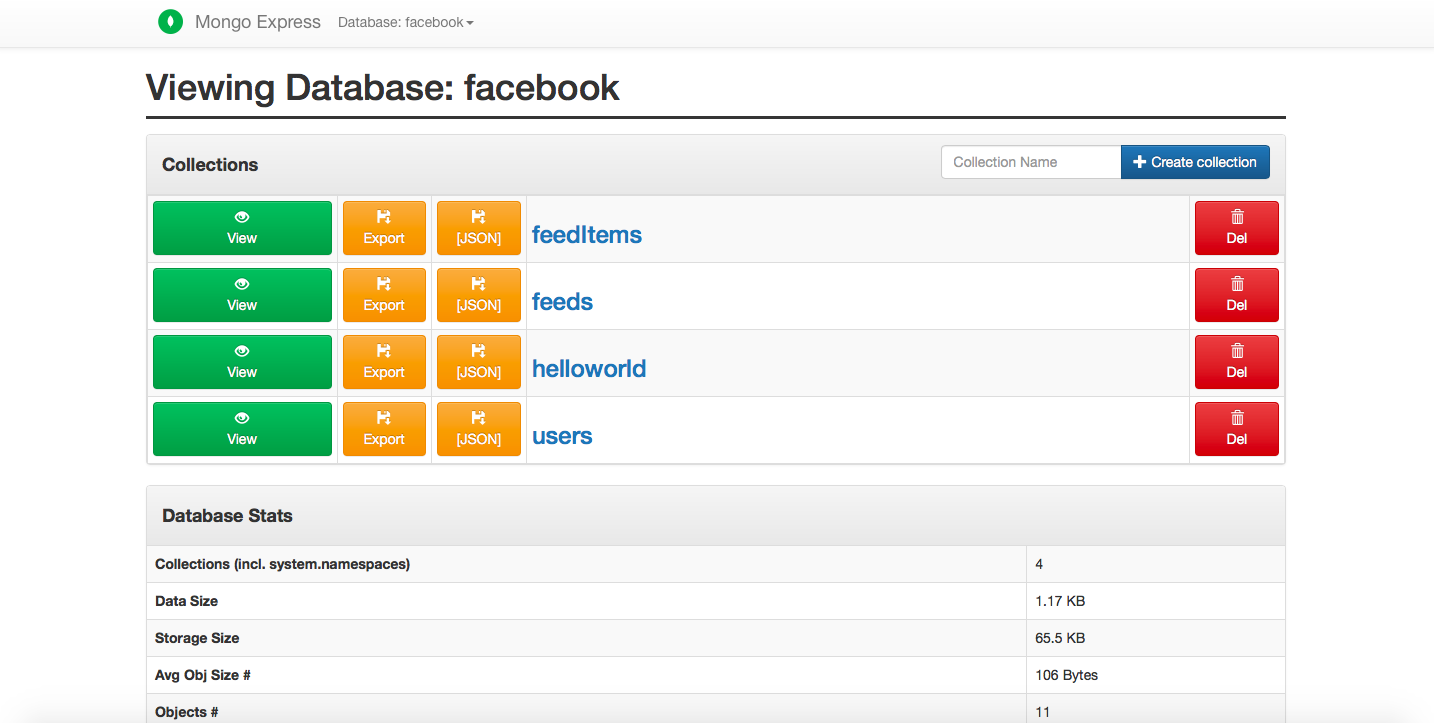 Mongo Express Database: facebook
Viewing Database: facebook
Collections Collection Name Create collection
View Export [JSON] feedItems Del
View Export [JSON] feeds Del
View Export [JSON] helloworld Del
View Export [JSON] users Del
Database Stats
Collections (incl. system.namespaces) 4
Data Size 1.17 KB
Storage Size 65.5 KB
Avg Obj Size # 106 Bytes
Objects # 11